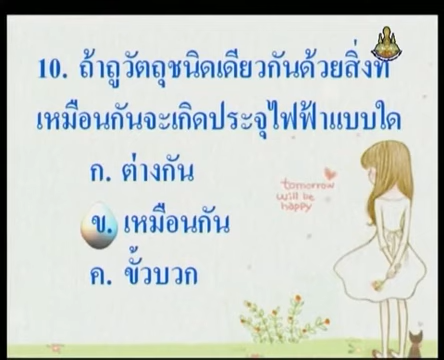 10. ถ้าถูวัตถุชนิดเดียวกันด้วยสิ่งที่
เหมือนกันจะเกิดประจุไฟฟ้าแบบใด
ก. ต่างกัน
ข. เหมือนกัน
ค. ขั้วบวก
tomorrow
will be
happy